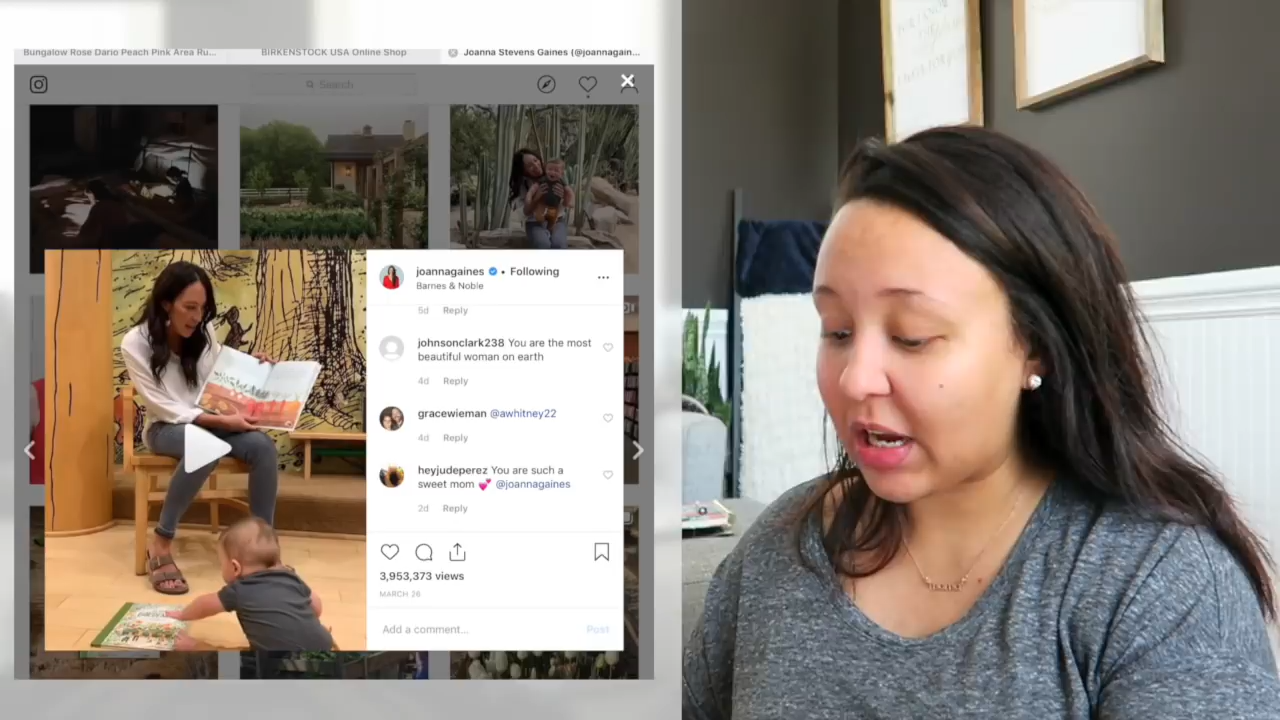 Bungalow Rose Dario Peach Pink Area Ru...
BIRKENSTOCK USA Online Shop
Joanna Stevens Gaines (@joannagain...
Search
joannagaines • Following
Barnes & Noble
6d Reply
johnsonclark238 You are the most
beautiful woman on earth
4d Reply
gracewieman @awhitney22
4d Reply
heyjudeperez You are such a
sweet mom 💕 @joannagaines
2d Reply
3,953,373 views
MARCH 26
Add a comment...
Post